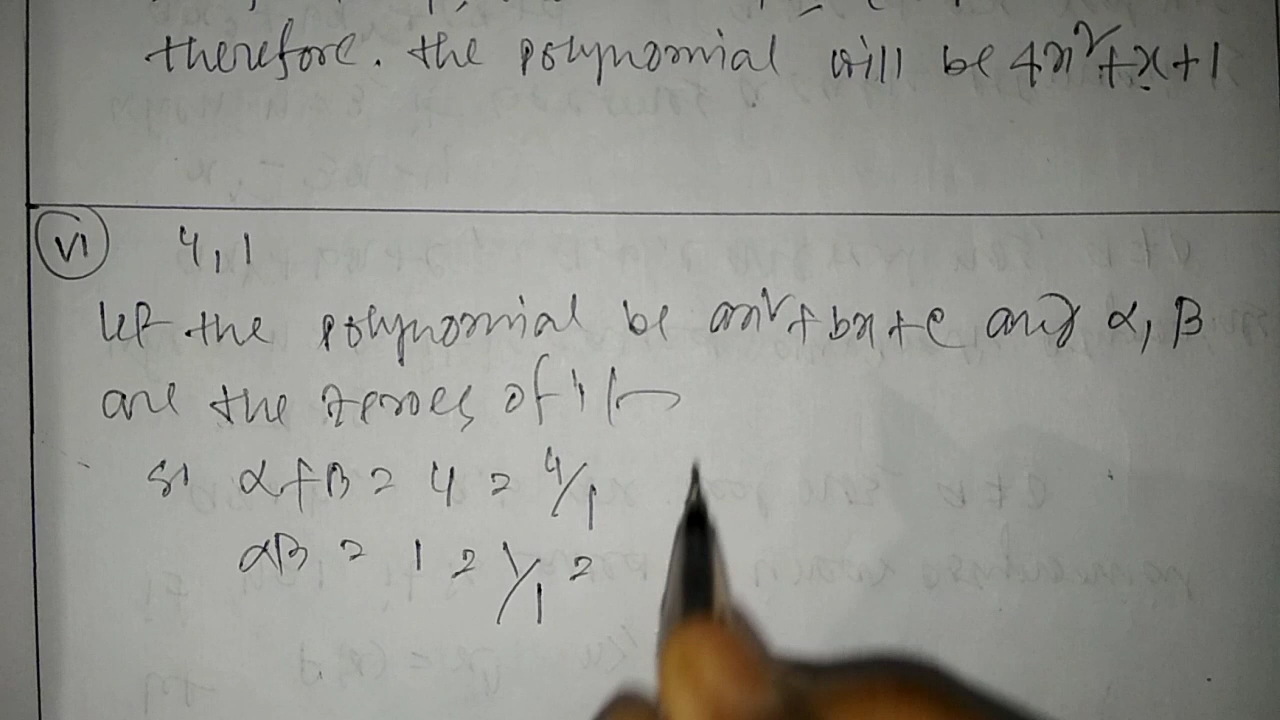 therefore. the polynomial will be 4x²+x+1
vi 4,1
let the polynomial be ax²+bx+c and α, β
are the zeroes of it
so α+β = 4 = 4/1
αβ = 1 = 1/1 =